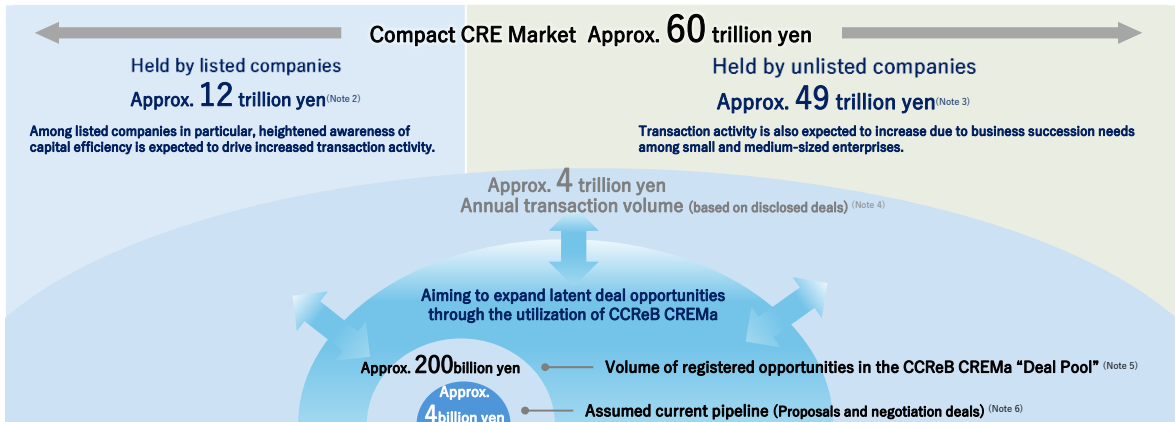 Compact CRE Market Approx. 60 trillion yen
Held by listed companies
Approx. 12 trillion yen(Note 2)
Among listed companies in particular, heightened awareness of
capital efficiency is expected to drive increased transaction activity.
Held by unlisted companies
Approx. 49 trillion yen(Note 3)
Transaction activity is also expected to increase due to business succession needs
among small and medium-sized enterprises.
Approx. 4 trillion yen
Annual transaction volume (based on disclosed deals) (Note 4)
Aiming to expand latent deal opportunities
through the utilization of CCReB CREMa
Approx. 200billion yen
Volume of registered opportunities in the CCReB CREMa “Deal Pool” (Note 5)
Approx.
4billion yen
Assumed current pipeline (Proposals and negotiation deals) (Note 6)